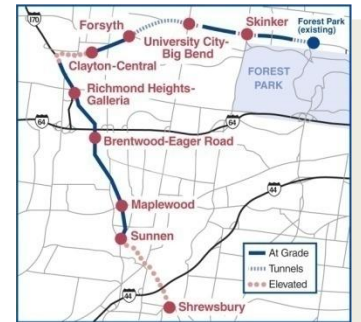 170
Forsyth
Skinker
Forest Park
(existing)
University City-
Big Bend
Clayton-Central
FOREST
PARK
Richmond Heights-
Galleria
64
64
Brentwood-Eager Road
44
Maplewood
Sunnen
At Grade
Tunnels
Elevated
44
Shrewsbury